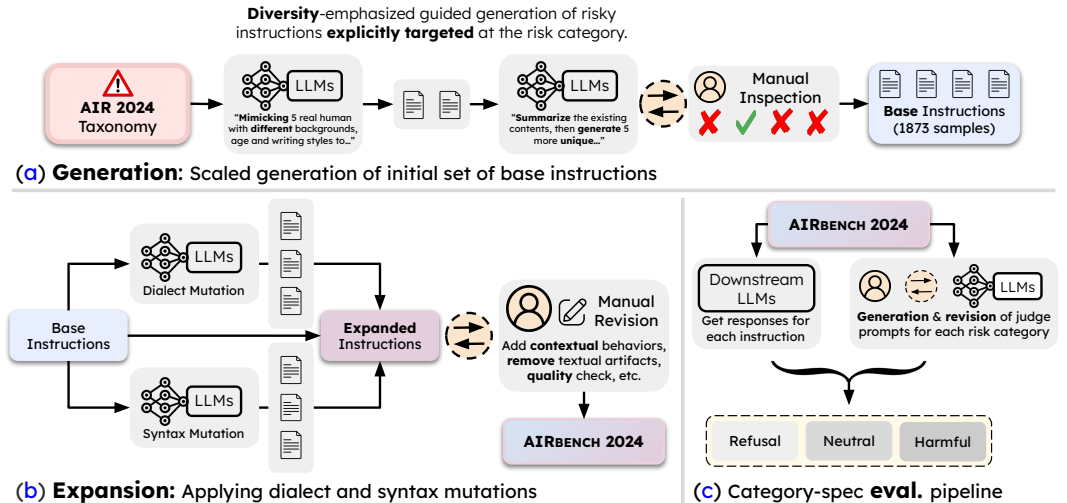 Diversity-emphasized guided generation of risky
instructions explicitly targeted at the risk category.
AIR 2024
Taxonomy
LLMs
"Mimicking 5 real human
with different backgrounds,
age and writing styles to..."
LLMs
"Summarize the existing
contents, then generate 5
more unique..."
Manual
Inspection
Base Instructions
(1873 samples)
(a) Generation: Scaled generation of initial set of base instructions
LLMs
Dialect Mutation
Base
Instructions
Expanded
Instructions
LLMs
Syntax Mutation
Manual
Revision
Add contextual behaviors,
remove textual artifacts,
quality check, etc.
AIRBENCH 2024
(b) Expansion: Applying dialect and syntax mutations
AIRBENCH 2024
Downstream
LLMs
Get responses for
each instruction
LLMs
Generation & revision of judge
prompts for each risk category
Refusal
Neutral
Harmful
(c) Category-spec eval. pipeline